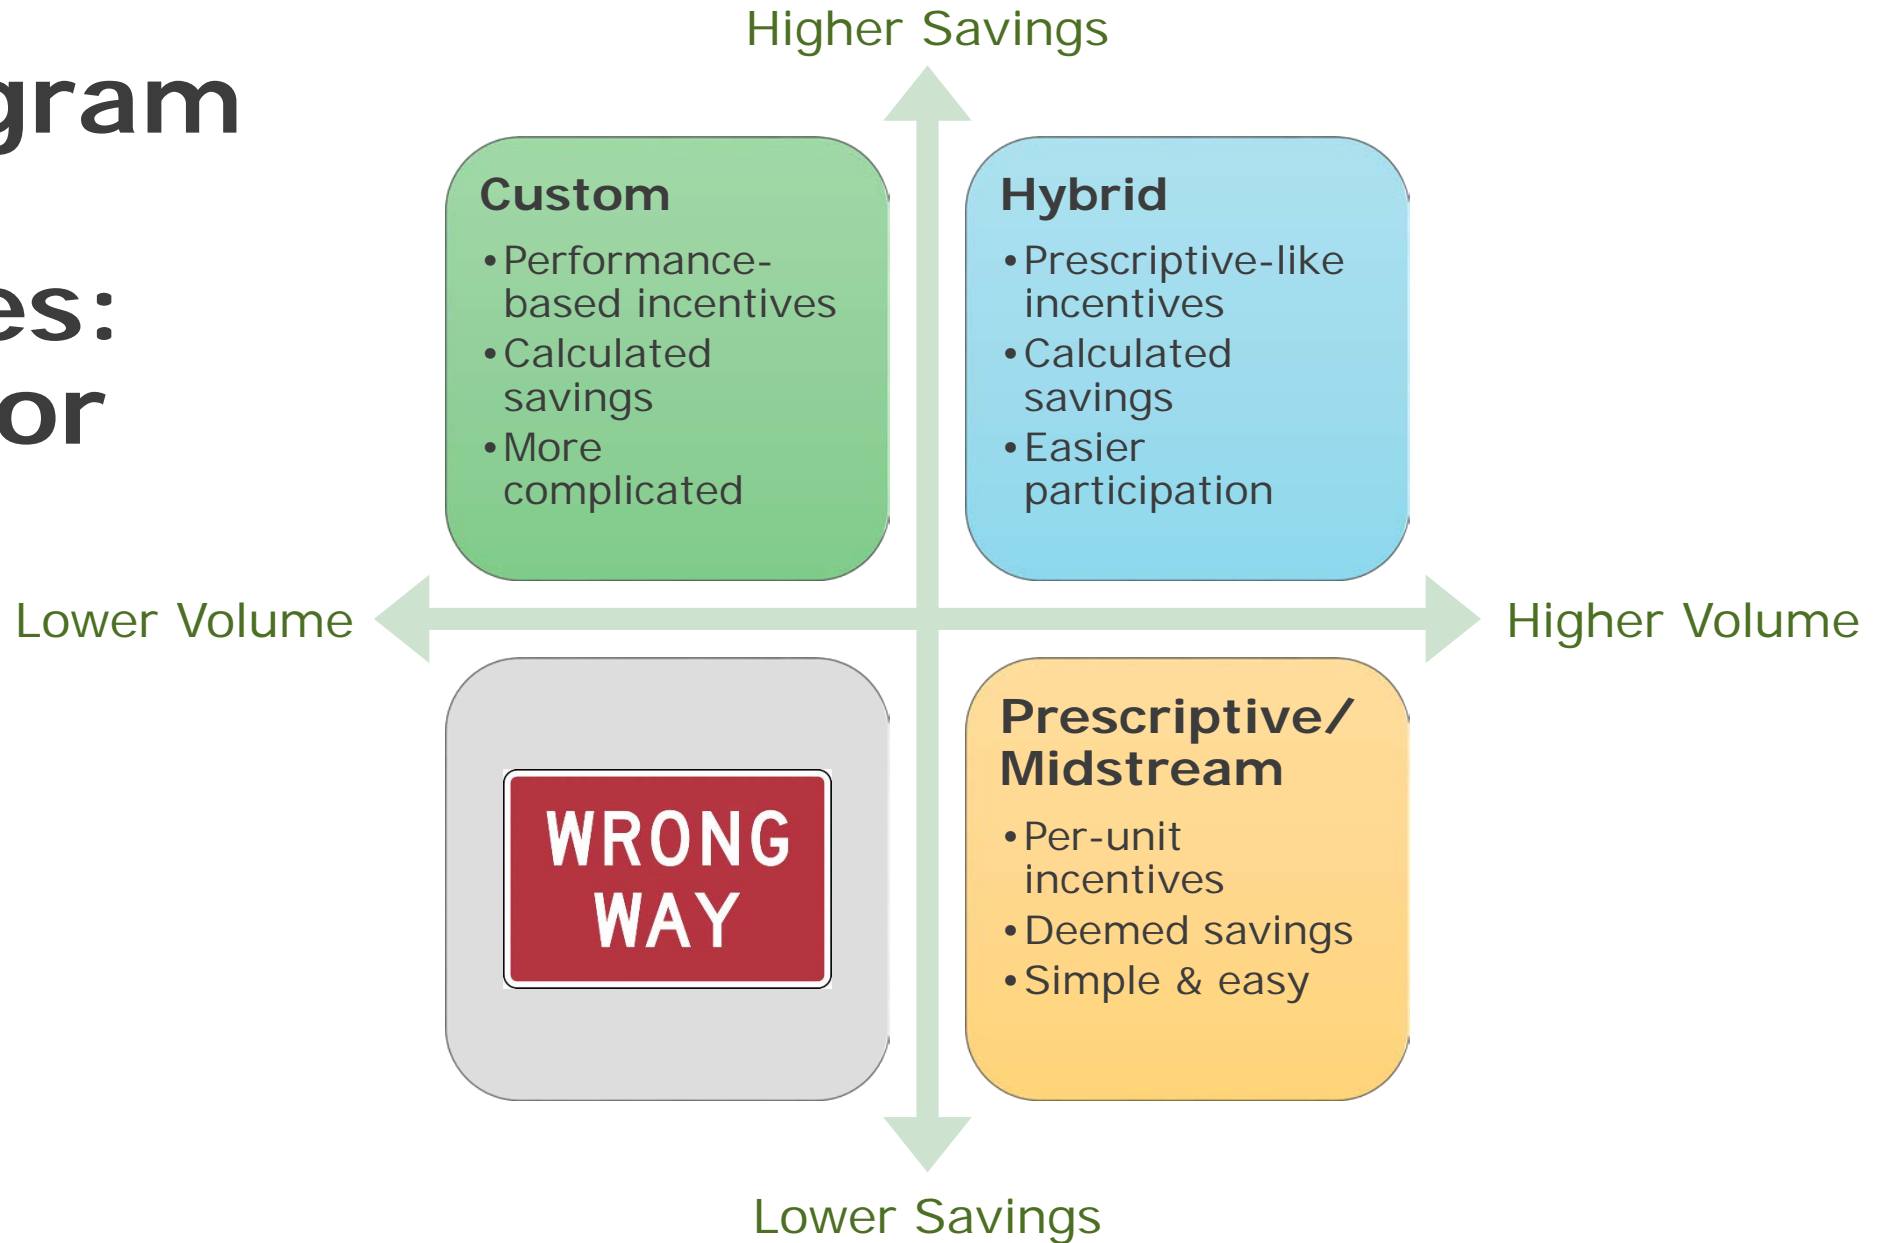 gram
es:
or
Higher Savings
Custom
•Performance-
based incentives
•Calculated
savings
•More
complicated
Hybrid
•Prescriptive-like
incentives
•Calculated
savings
•Easier
participation
Lower Volume
Higher Volume
WRONG
WAY
Prescriptive/
Midstream
•Per-unit
incentives
•Deemed savings
•Simple & easy
Lower Savings